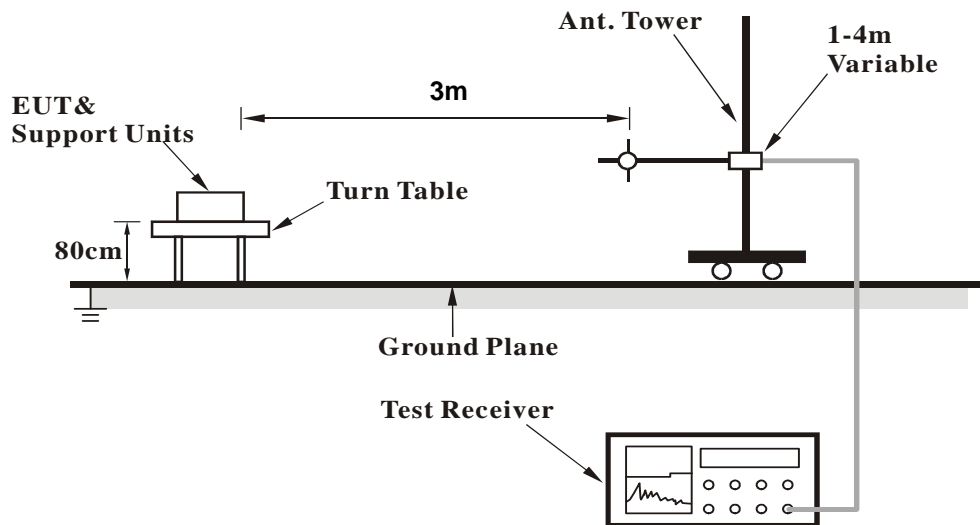 Ant. Tower
1-4m
Variable
3m
EUT&
Support Units
Turn Table
80cm
Ground Plane
Test Receiver